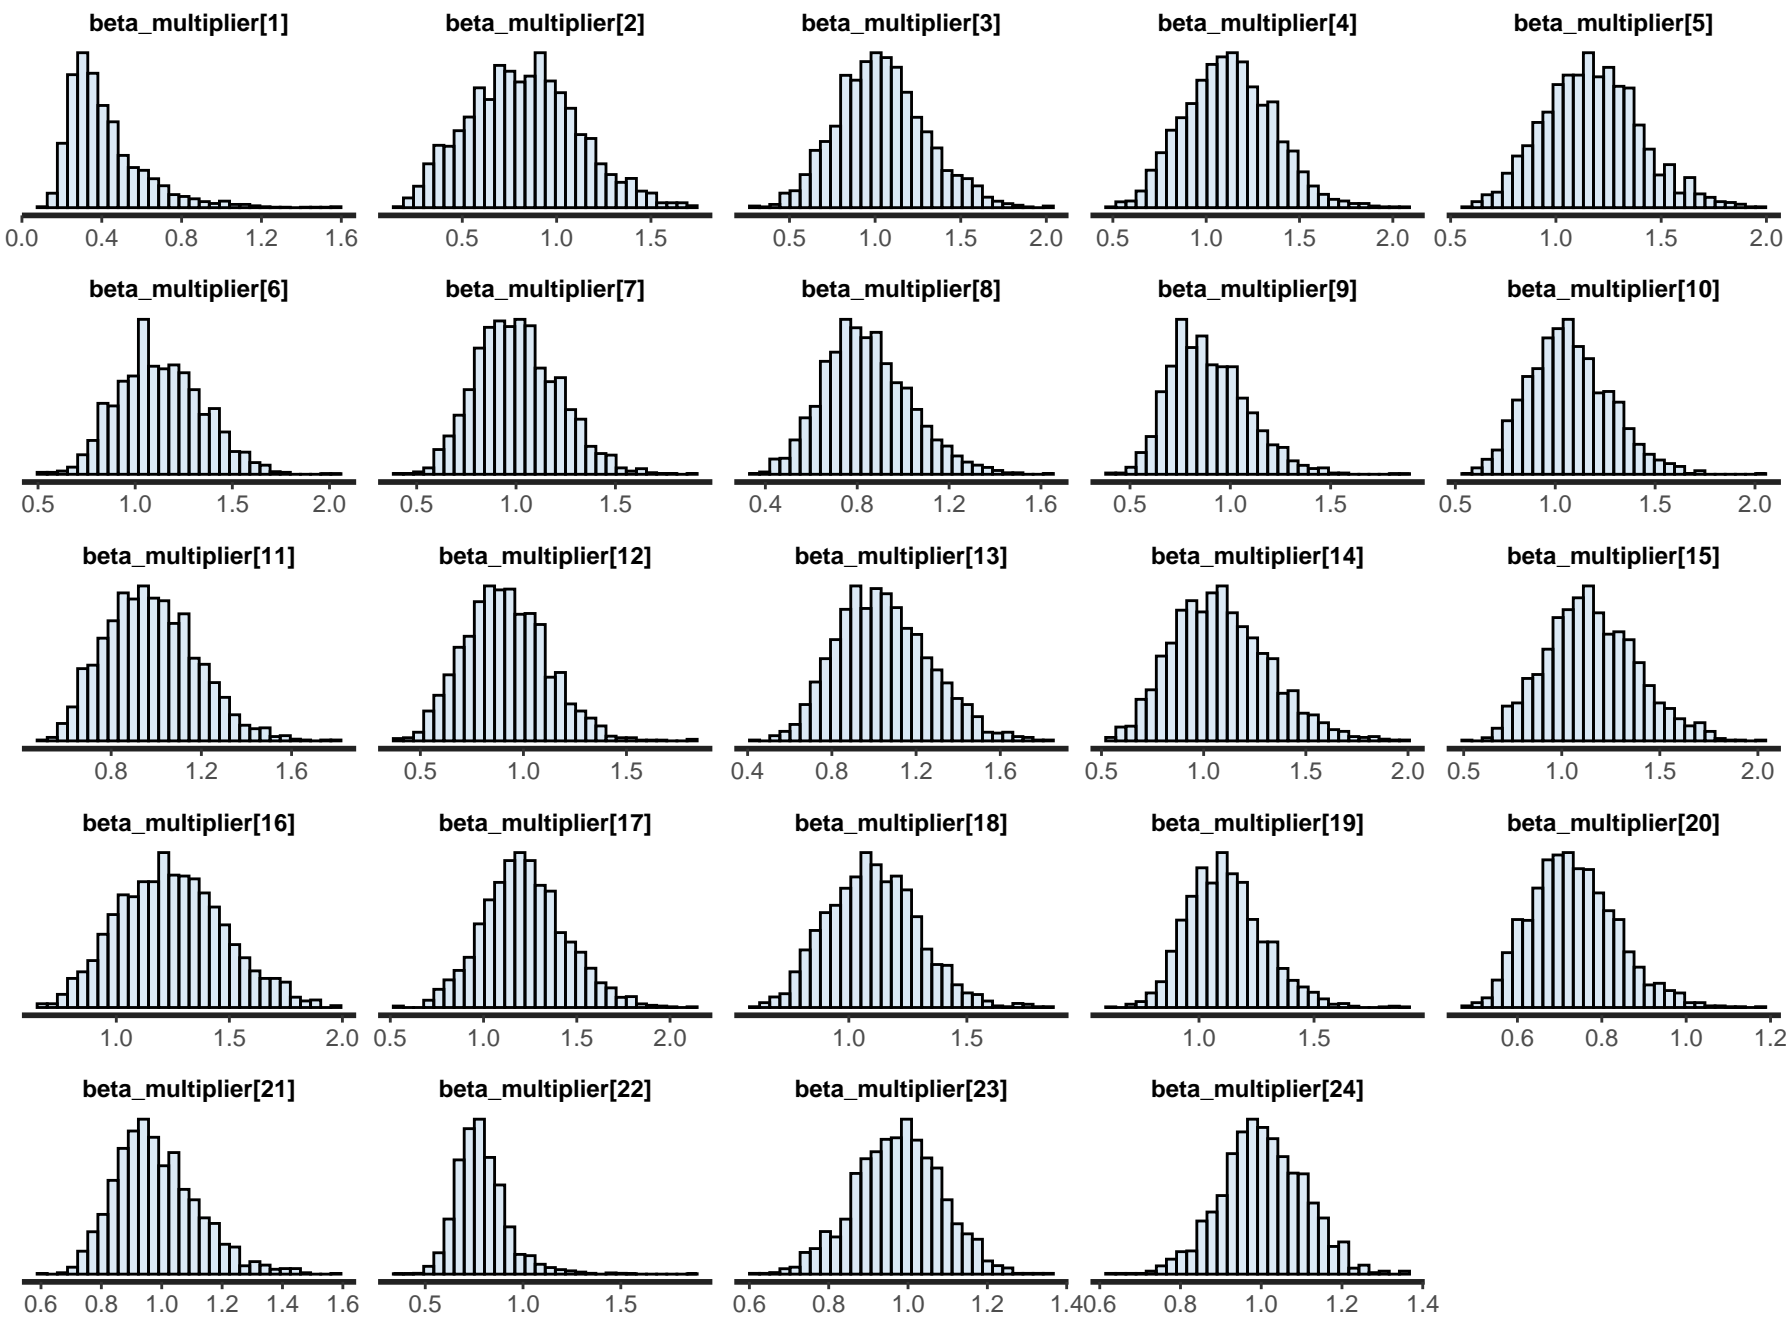 beta_multiplier[1] beta_multiplier[2] beta_multiplier[3] beta_multiplier[4] beta_multiplier[5]
0.0 0.4 0.8 1.2 1.6 0.5 1.0 1.5 0.5 1.0 1.5 2.0 0.5 1.0 1.5 2.0 0.5 1.0 1.5 2.0
beta_multiplier[6] beta_multiplier[7] beta_multiplier[8] beta_multiplier[9] beta_multiplier[10]
0.5 1.0 1.5 2.0 0.5 1.0 1.5 0.4 0.8 1.2 1.6 0.5 1.0 1.5 0.5 1.0 1.5 2.0
beta_multiplier[11] beta_multiplier[12] beta_multiplier[13] beta_multiplier[14] beta_multiplier[15]
0.8 1.2 1.6 0.5 1.0 1.5 0.4 0.8 1.2 1.6 0.5 1.0 1.5 2.0 0.5 1.0 1.5 2.0
beta_multiplier[16] beta_multiplier[17] beta_multiplier[18] beta_multiplier[19] beta_multiplier[20]
1.0 1.5 2.0 0.5 1.0 1.5 2.0 1.0 1.5 1.0 1.5 0.6 0.8 1.0 1.2
beta_multiplier[21] beta_multiplier[22] beta_multiplier[23] beta_multiplier[24]
0.6 0.8 1.0 1.2 1.4 1.6 0.5 1.0 1.5 0.6 0.8 1.0 1.2 1.4 0.6 0.8 1.0 1.2 1.4